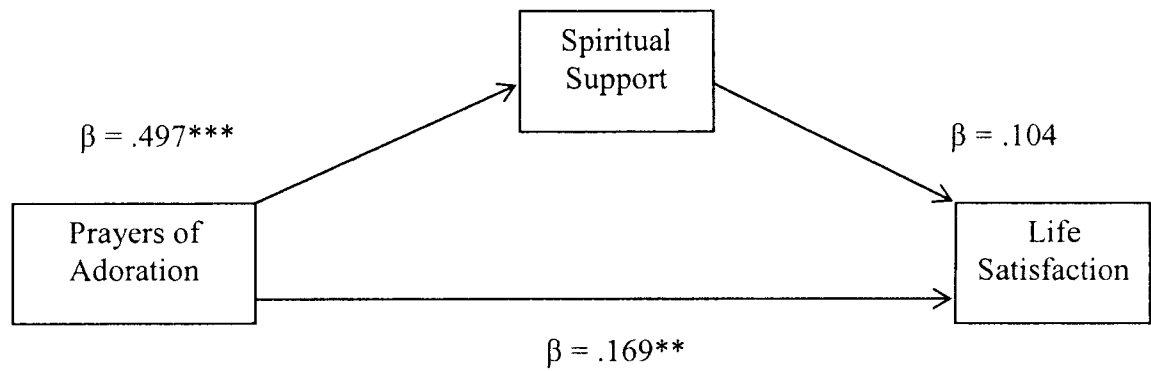 Spiritual
Support
β = .497***
β = .104
Prayers of
Adoration
Life
Satisfaction
β = .169**